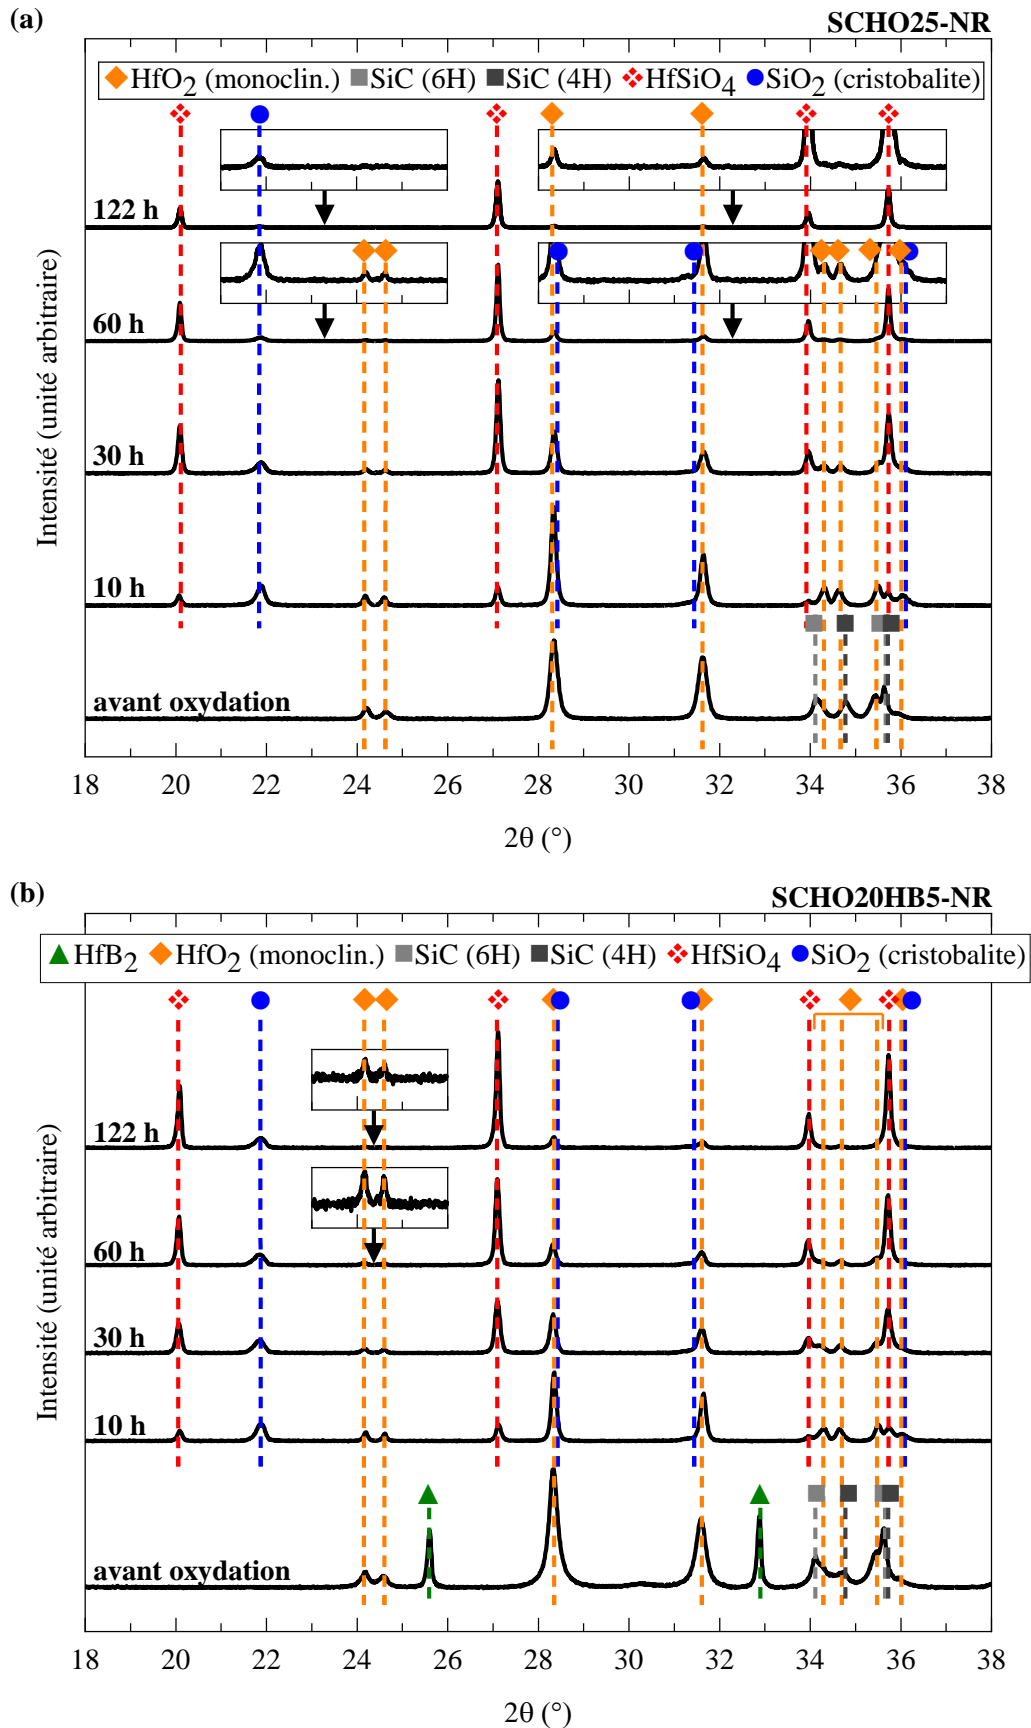 (a)
SCHO25-NR
HfO₂ (monoclin.) SiC (6H) SiC (4H) HfSiO₄ SiO₂ (cristobalite)
122 h
60 h
30 h
10 h
avant oxydation
Intensité (unité arbitraire)
18 20 22 24 26 28 30 32 34 36 38
2θ (°)
(b)
SCHO20HB5-NR
HfB₂ HfO₂ (monoclin.) SiC (6H) SiC (4H) HfSiO₄ SiO₂ (cristobalite)
122 h
60 h
30 h
10 h
avant oxydation
Intensité (unité arbitraire)
18 20 22 24 26 28 30 32 34 36 38
2θ (°)